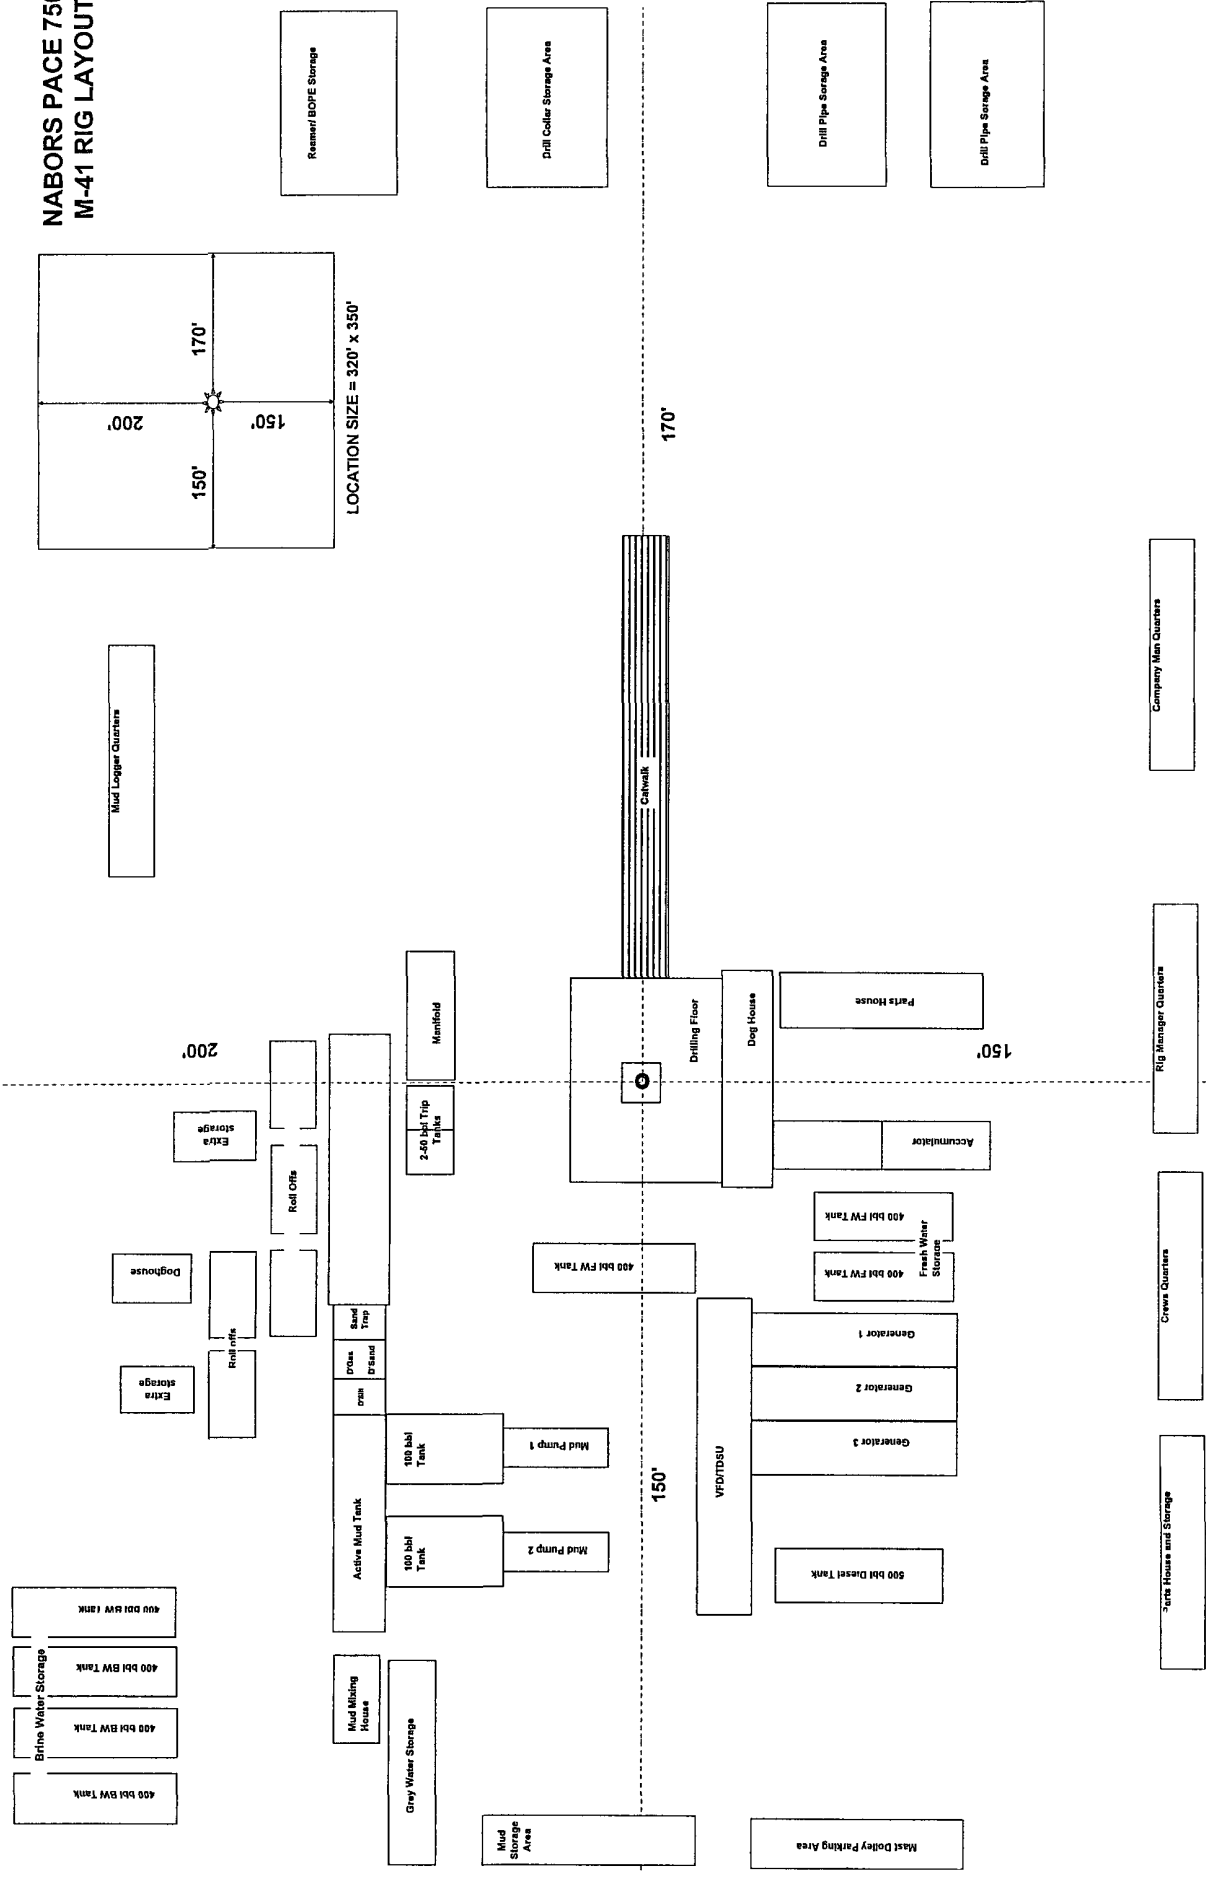 NABORS PACE 750
M-41 RIG LAYOUT
200'
170'
150'
150'
LOCATION SIZE = 320' x 350'
Reamer/ BOPE Storage
Drill Collar Storage Area
Drill Pipe Sorage Area
Drill Pipe Sorage Area
Mud Logger Quarters
170'
Catwalk
Company Man Quarters
200'
Manifold
2-50 bbl Trip
Tanks
Drilling Floor
Dog House
Parts House
150'
Rig Manager Quarters
Accumulator
Extra
storage
Roll Offs
Doghouse
Roll offs
Extra
storage
Sand
Trap
D'Gas
D'Sand
D'Silt
400 bbl FW Tank
400 bbl FW Tank
400 bbl FW Tank
Fresh Water
Storage
Crews Quarters
Active Mud Tank
100 bbl
Tank
Mud Pump 1
100 bbl
Tank
Mud Pump 2
150'
VFD/TDSU
Generator 1
Generator 2
Generator 3
500 bbl Diesel Tank
Parts House and Storage
Brine Water Storage
400 bbl BW Tank
400 bbl BW Tank
400 bbl BW Tank
400 bbl BW Tank
Mud Mixing
House
Grey Water Storage
Mud
Storage
Area
Mast Dolley Parking Area